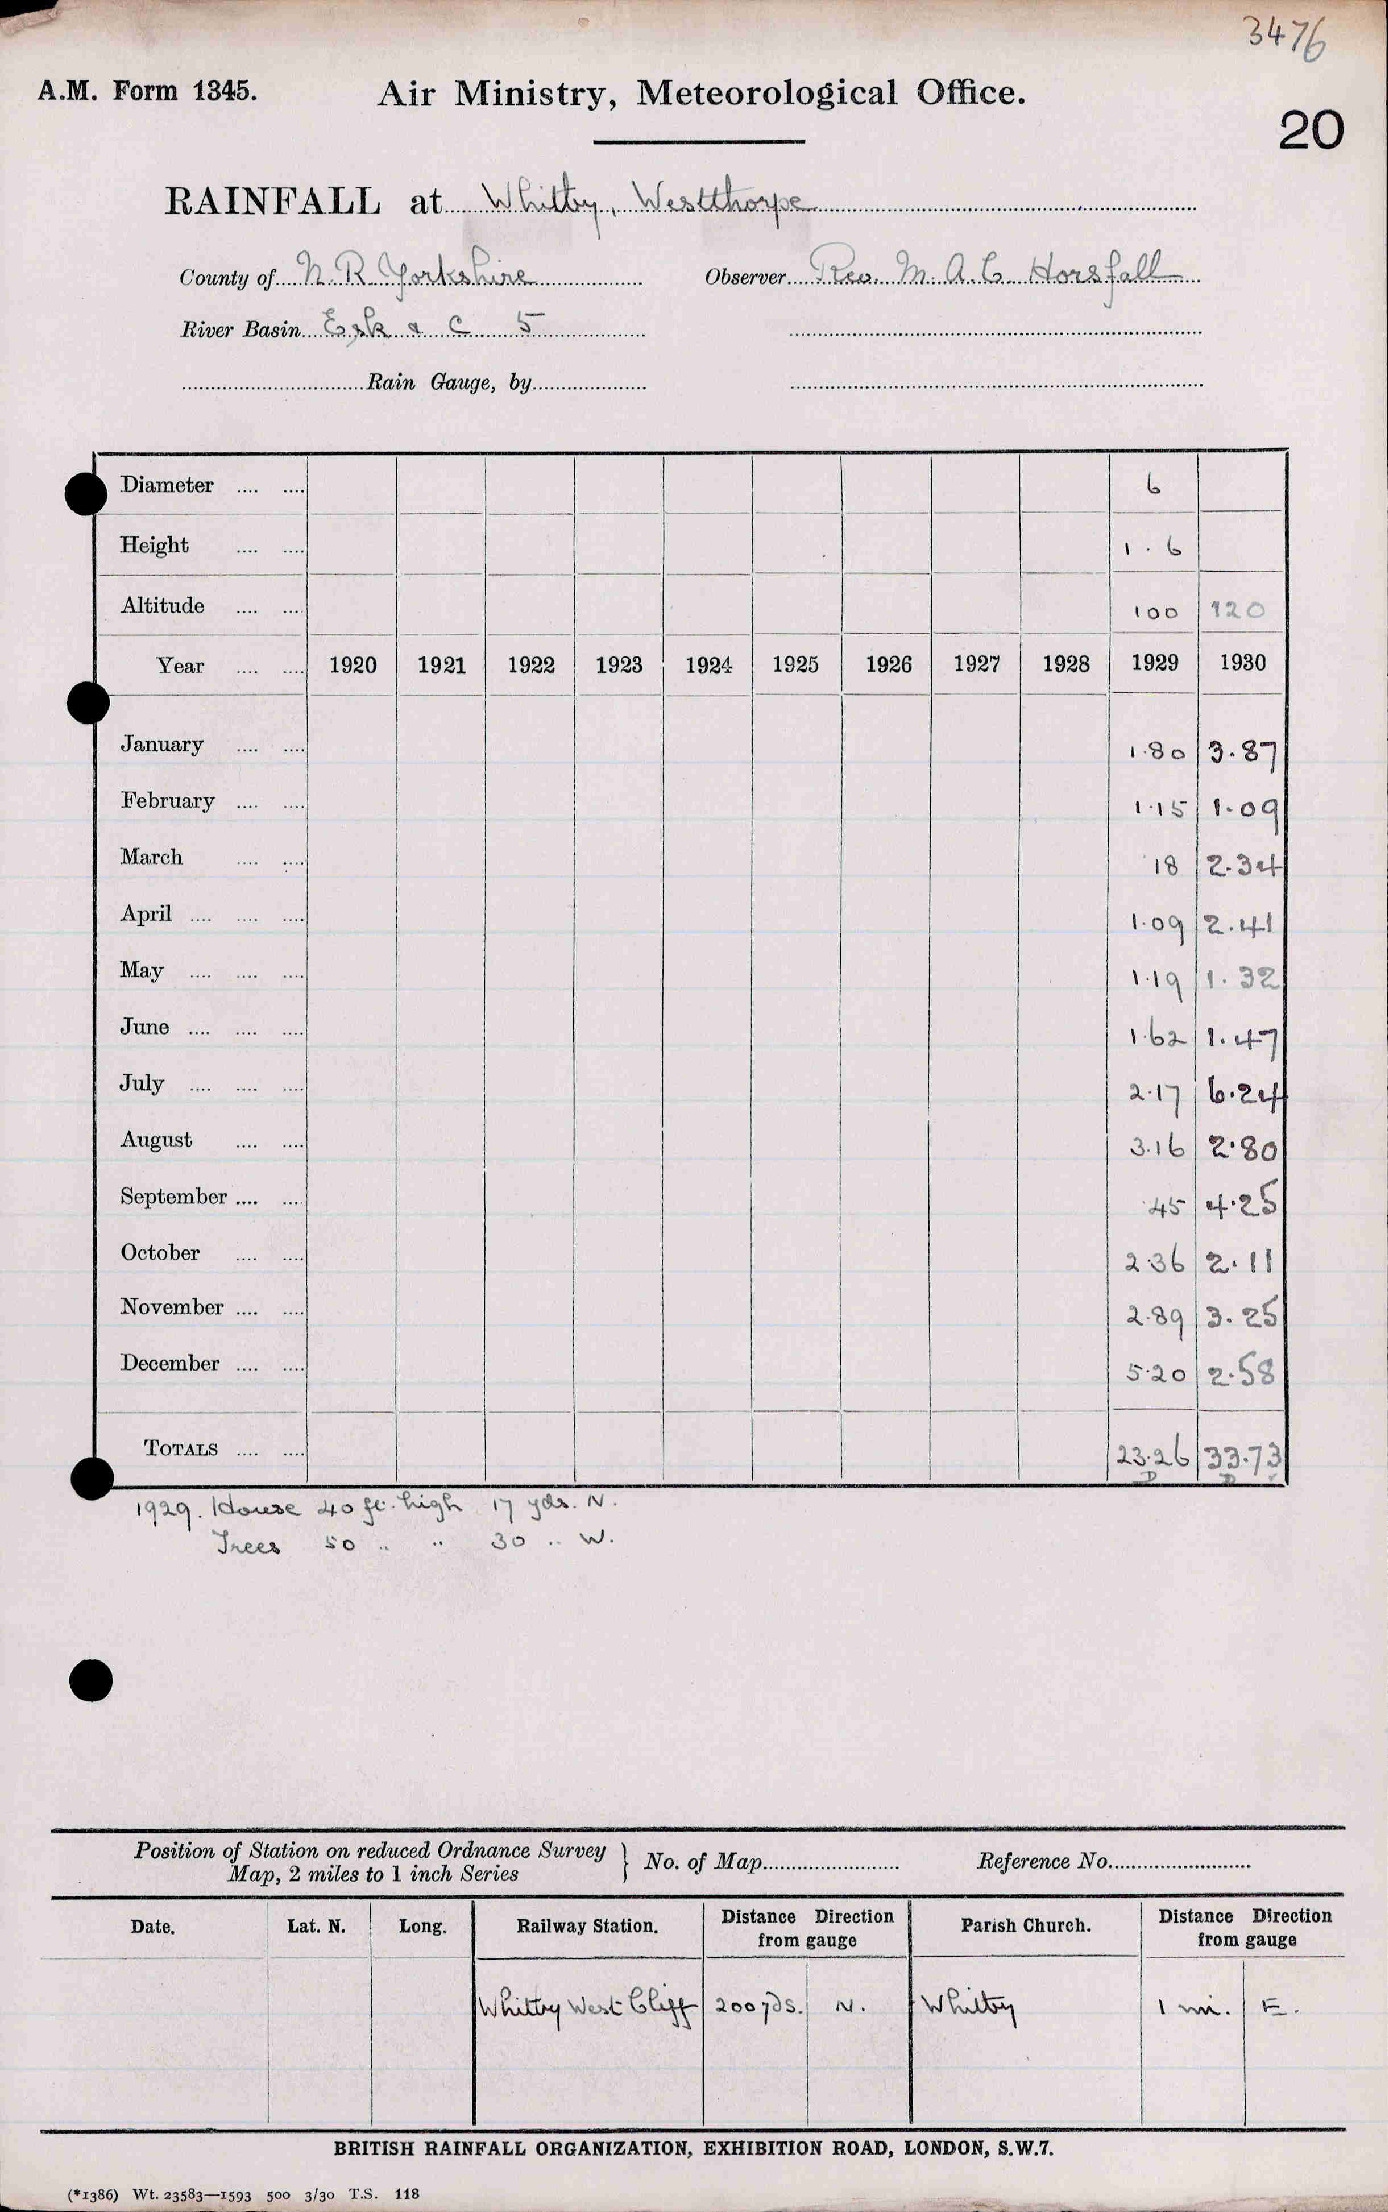 3476
A.M. Form 1345. Air Ministry, Meteorological Office.
20
RAINFALL at Whitby, Westthorpe
County of N. R. Yorkshire Observer Rev. M. A. C. Horsfall
River Basin Esk & C 5
Rain Gauge, by
Diameter 6
Height 1 · 6
Altitude 100 120
Year 1920 1921 1922 1923 1924 1925 1926 1927 1928 1929 1930
January 1·80 3.87
February 1·15 1.09
March ·18 2.34
April 1·09 2.41
May 1·19 1.32
June 1·62 1.47
July 2·17 6.24
August 3·16 2.80
September ·45 4.25
October 2·36 2.11
November 2·89 3.25
December 5·20 2.58
TOTALS 23.26 33.73
D D
1929. House 40 ft. high 17 yds. N.
Trees 50 " " 30 " W.
Position of Station on reduced Ordnance Survey
Map, 2 miles to 1 inch Series } No. of Map Reference No.
Date. Lat. N. Long. Railway Station. Distance Direction from gauge Parish Church. Distance Direction from gauge
Whitby West Cliff 200 yds. N. Whitby 1 mi. E.
BRITISH RAINFALL ORGANIZATION, EXHIBITION ROAD, LONDON, S.W.7.
(*1386) Wt. 23583—1593 500 3/30 T.S. 118